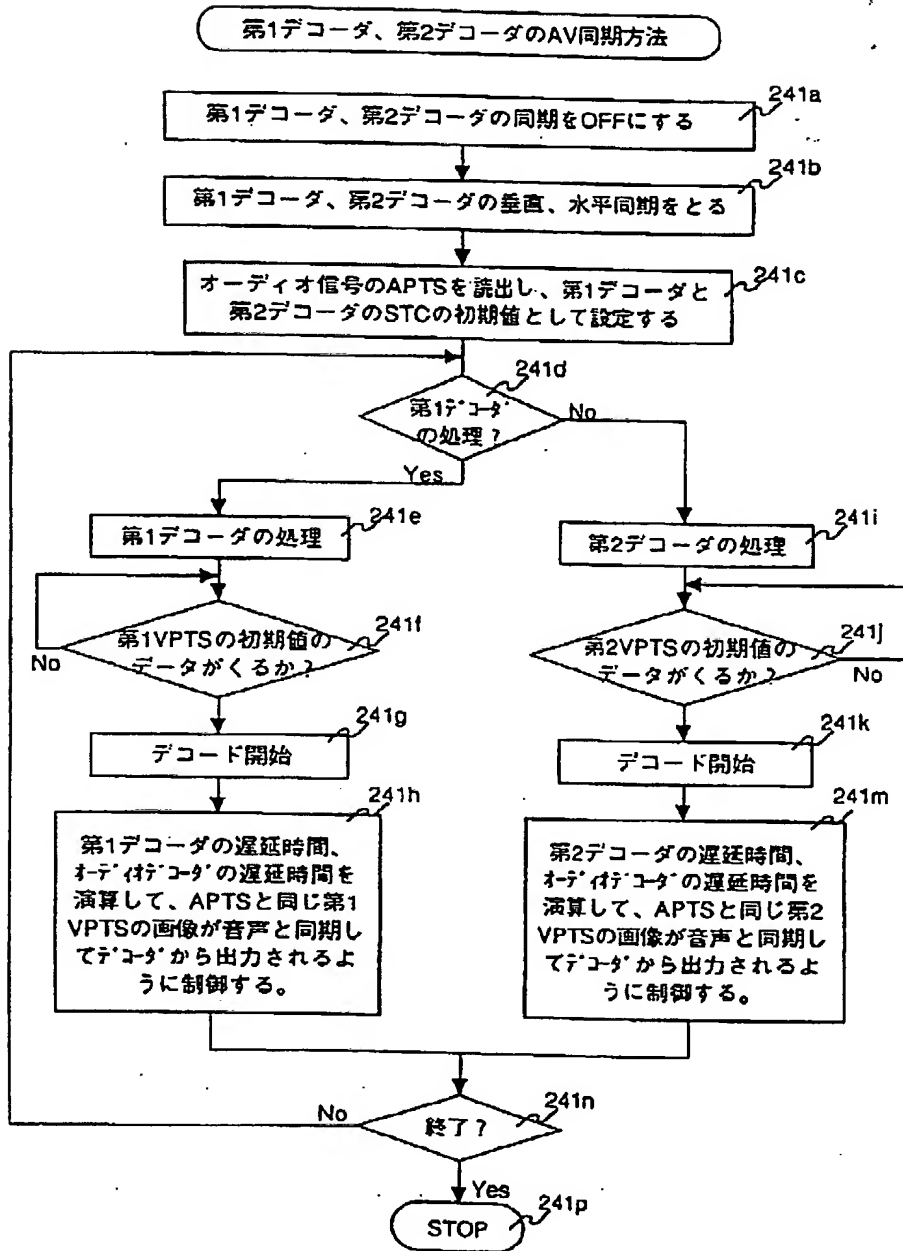 第1デコーダ、第2デコーダのAV同期方法
241a
第1デコーダ、第2デコーダの同期をOFFにする
241b
第1デコーダ、第2デコーダの垂直、水平同期をとる
241c
オーディオ信号のAPTSを読出し、第1デコーダと
第2デコーダのSTCの初期値として設定する
241d
第1デコーダ
の処理？
No
Yes
241e
第1デコーダの処理
241i
第2デコーダの処理
241f
第1VPTSの初期値の
データがくるか？
No
241j
第2VPTSの初期値の
データがくるか？
No
241g
デコード開始
241k
デコード開始
241h
第1デコーダの遅延時間、
オーディオデコーダの遅延時間を
演算して、APTSと同じ第1
VPTSの画像が音声と同期し
てデコーダから出力されるよ
うに制御する。
241m
第2デコーダの遅延時間、
オーディオデコーダの遅延時間を
演算して、APTSと同じ第2
VPTSの画像が音声と同期し
てデコーダから出力されるよ
うに制御する。
241n
終了？
No
Yes
241p
STOP